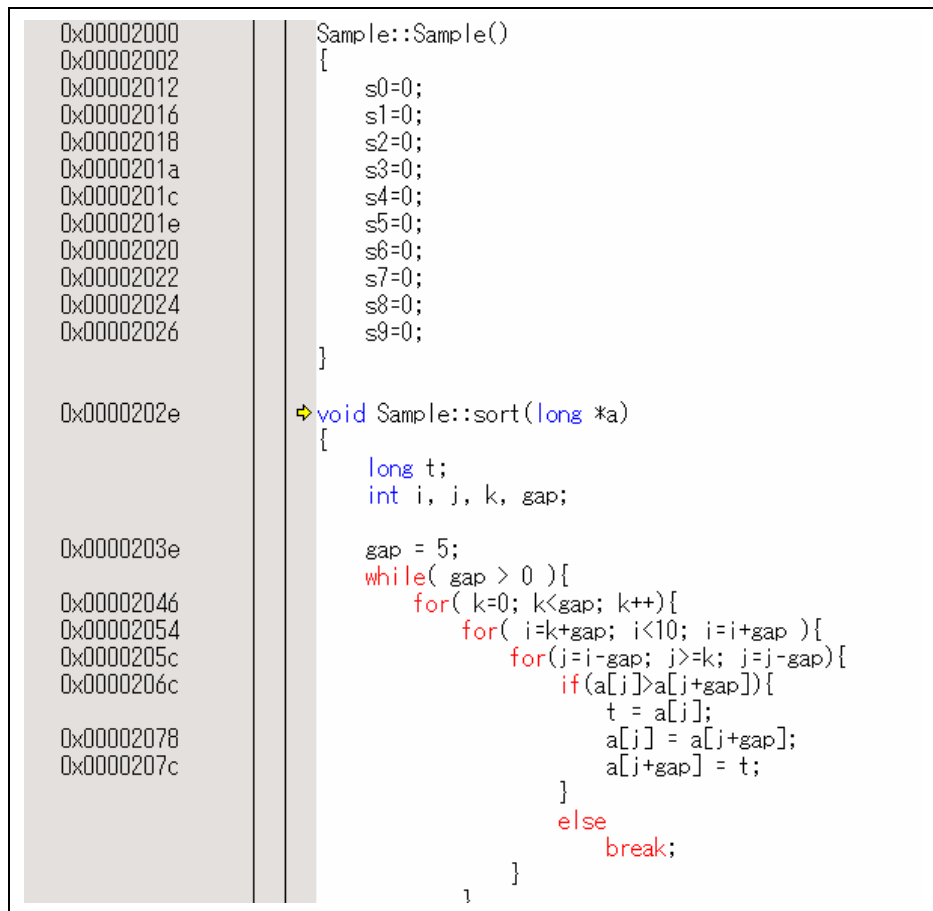 0x00002000 Sample::Sample()
0x00002002 {
0x00002012 s0=0;
0x00002016 s1=0;
0x00002018 s2=0;
0x0000201a s3=0;
0x0000201c s4=0;
0x0000201e s5=0;
0x00002020 s6=0;
0x00002022 s7=0;
0x00002024 s8=0;
0x00002026 s9=0;
}
0x0000202e void Sample::sort(long *a)
{
long t;
int i, j, k, gap;
0x0000203e gap = 5;
while( gap > 0 ){
0x00002046 for( k=0; k<gap; k++){
0x00002054 for( i=k+gap; i<10; i=i+gap ){
0x0000205c for(j=i-gap; j>=k; j=j-gap){
0x0000206c if(a[j]>a[j+gap]){
t = a[j];
0x00002078 a[j] = a[j+gap];
0x0000207c a[j+gap] = t;
}
else
break;
}
}